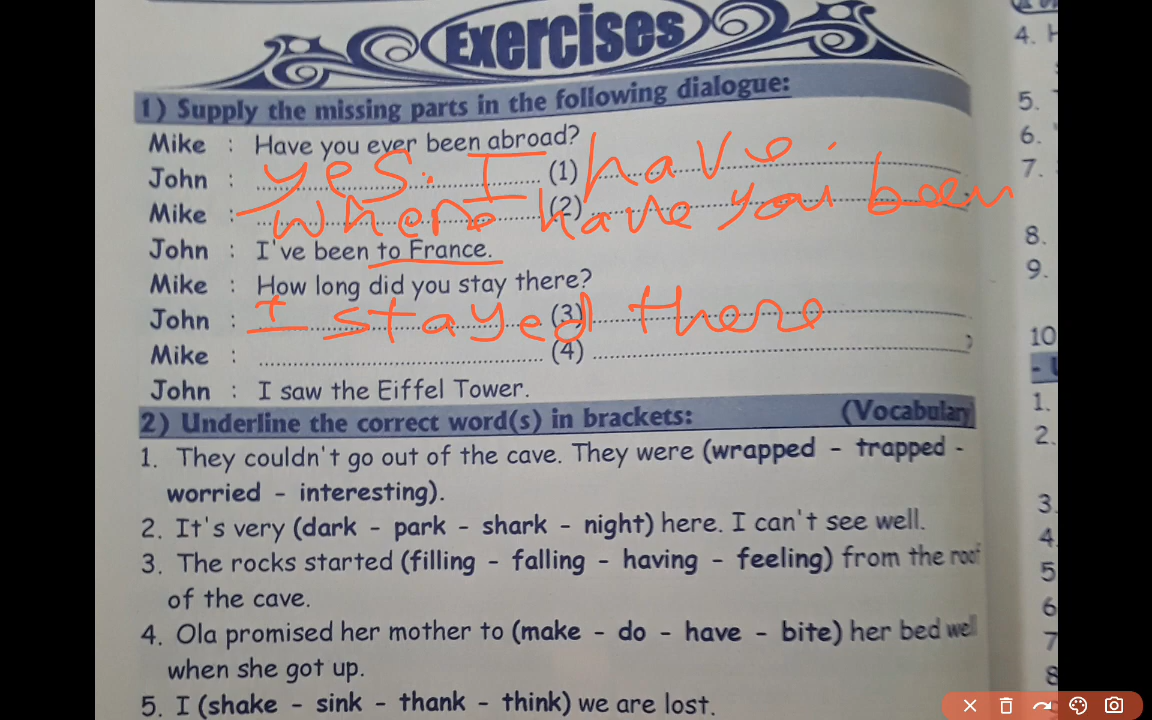 Exercises
1) Supply the missing parts in the following dialogue:
Mike : Have you ever been abroad?
John : yes. I (1) have.
Mike : where (2) have you been
John : I've been to France.
Mike : How long did you stay there?
John : I stayed (3) there
Mike : (4) ?
John : I saw the Eiffel Tower.
2) Underline the correct word(s) in brackets: (Vocabulary)
1. They couldn't go out of the cave. They were (wrapped - trapped -
worried - interesting).
2. It's very (dark - park - shark - night) here. I can't see well.
3. The rocks started (filling - falling - having - feeling) from the roof
of the cave.
4. Ola promised her mother to (make - do - have - bite) her bed well
when she got up.
5. I (shake - sink - thank - think) we are lost.
4. H
5.
6.
7.
8.
9.
10
1.
2.
3.
4.
5
6
7
8